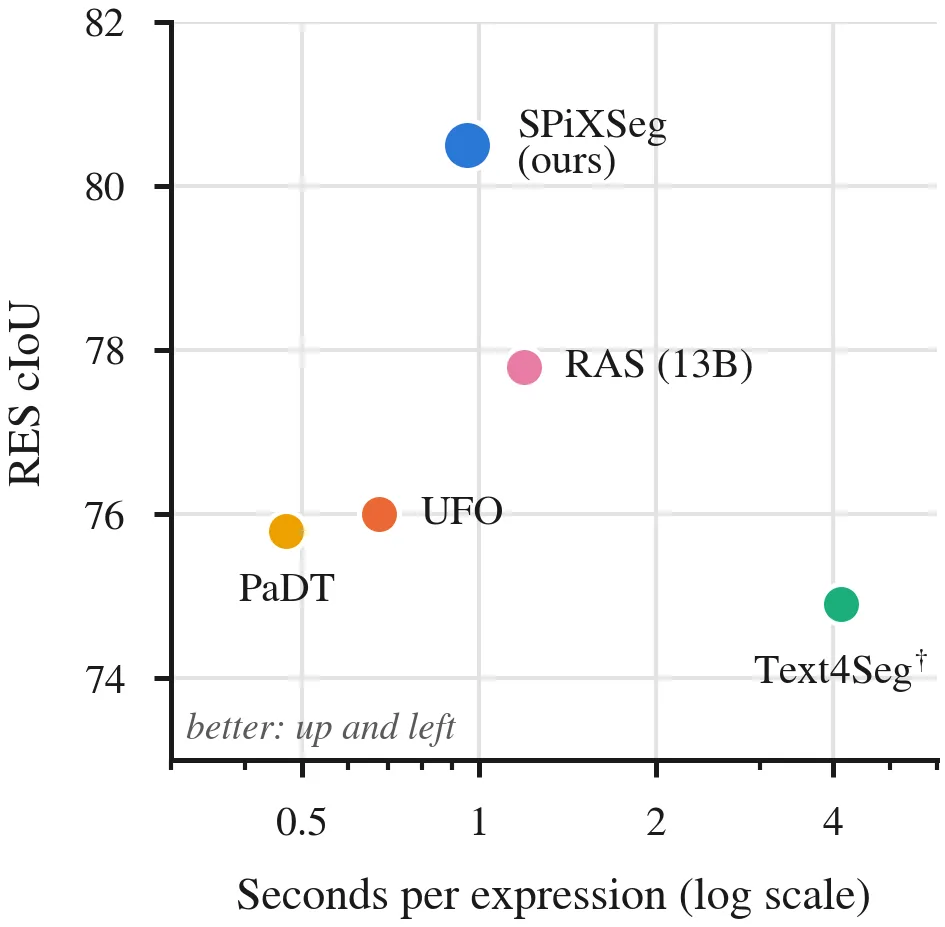 82
SPiXSeg
(ours)
80
RES cIoU
78
RAS (13B)
76
UFO
PaDT
Text4Seg†
74
better: up and left
0.5 1 2 4
Seconds per expression (log scale)